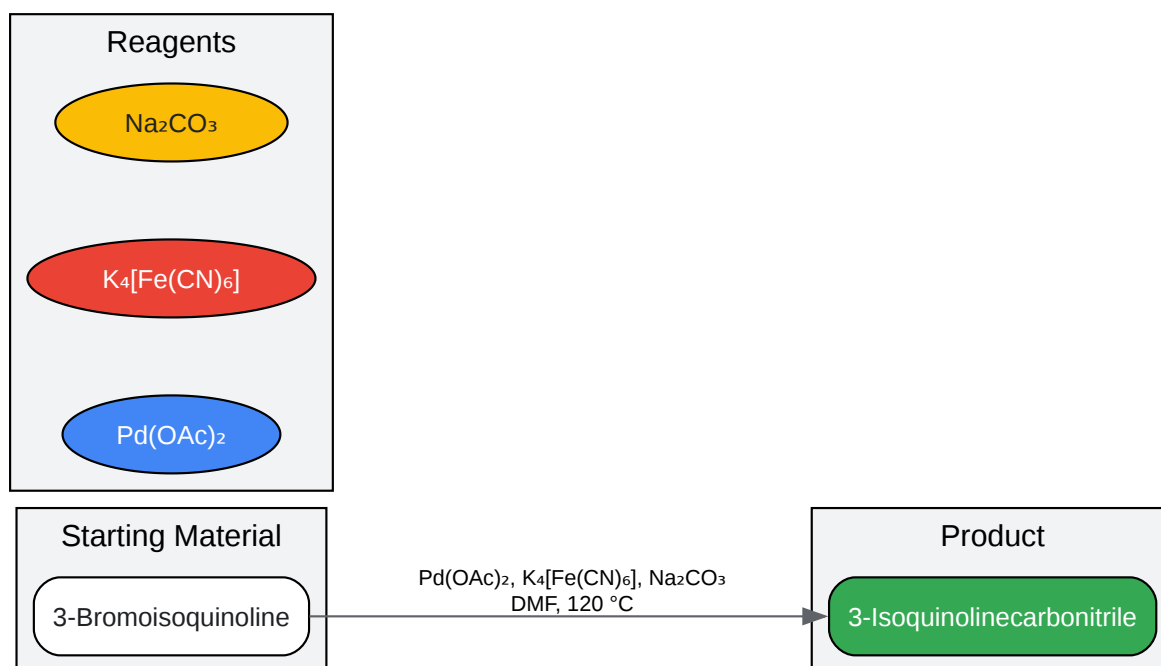 Reagents
Na₂CO₃
K₄[Fe(CN)₆]
Pd(OAc)₂
Starting Material
3-Bromoisoquinoline
Pd(OAc)₂, K₄[Fe(CN)₆], Na₂CO₃
DMF, 120 °C
Product
3-Isoquinolinecarbonitrile